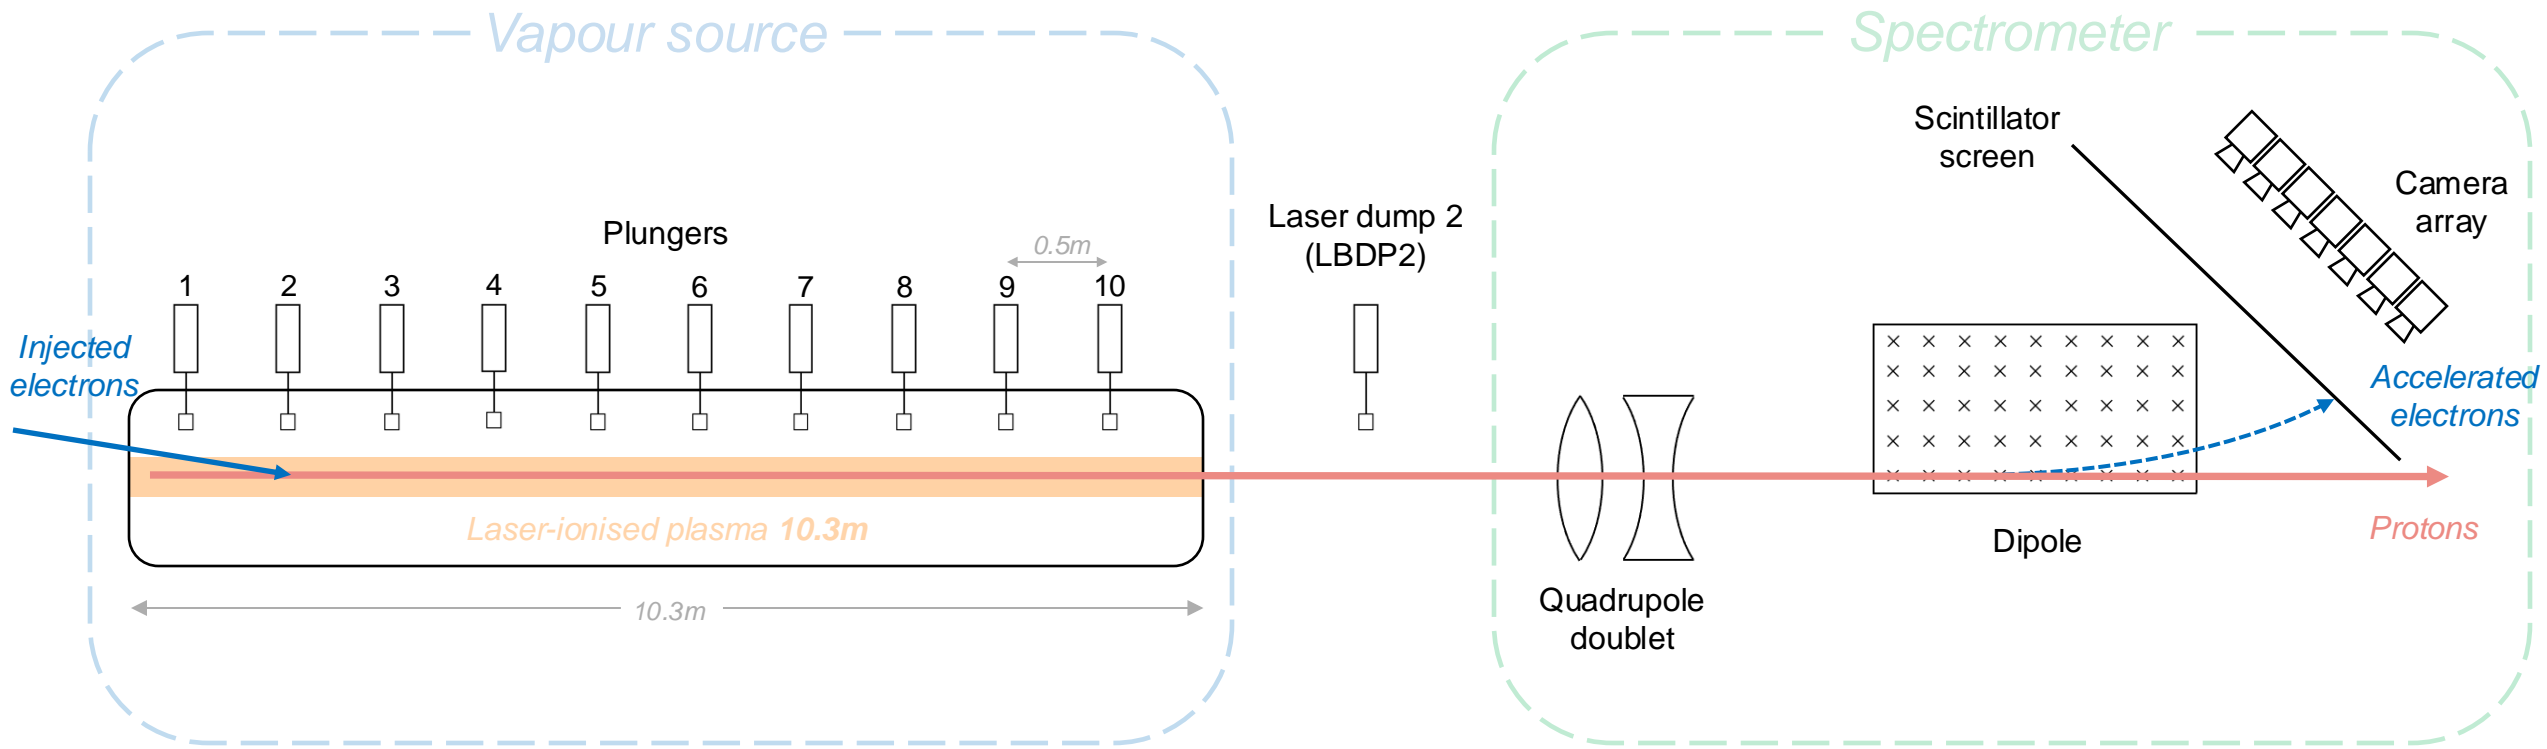 Vapour source
Spectrometer
Scintillator
screen
Camera
array
Laser dump 2
(LBDP2)
Plungers
0.5m
1 2 3 4 5 6 7 8 9 10
Injected
electrons
Accelerated
electrons
Laser-ionised plasma 10.3m
Protons
Dipole
10.3m
Quadrupole
doublet